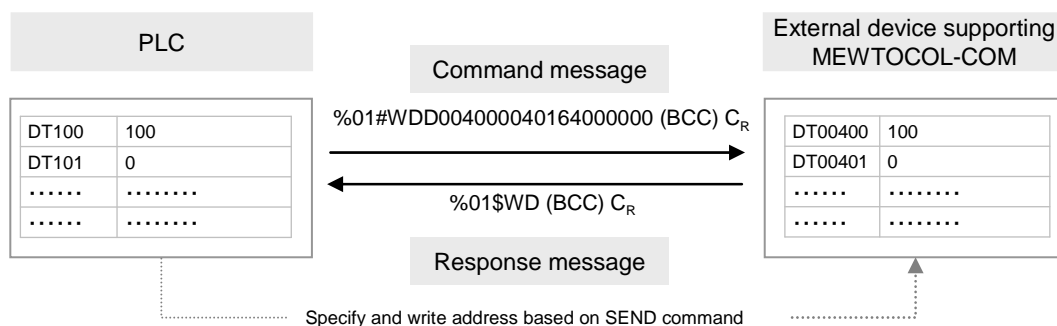 PLC
External device supporting
MEWTOCOL-COM
Command message
%01#WDD004000040164000000 (BCC) CR
DT100 100
DT101 0
...... ........
...... ........
DT00400 100
DT00401 0
...... ........
...... ........
%01$WD (BCC) CR
Response message
Specify and write address based on SEND command